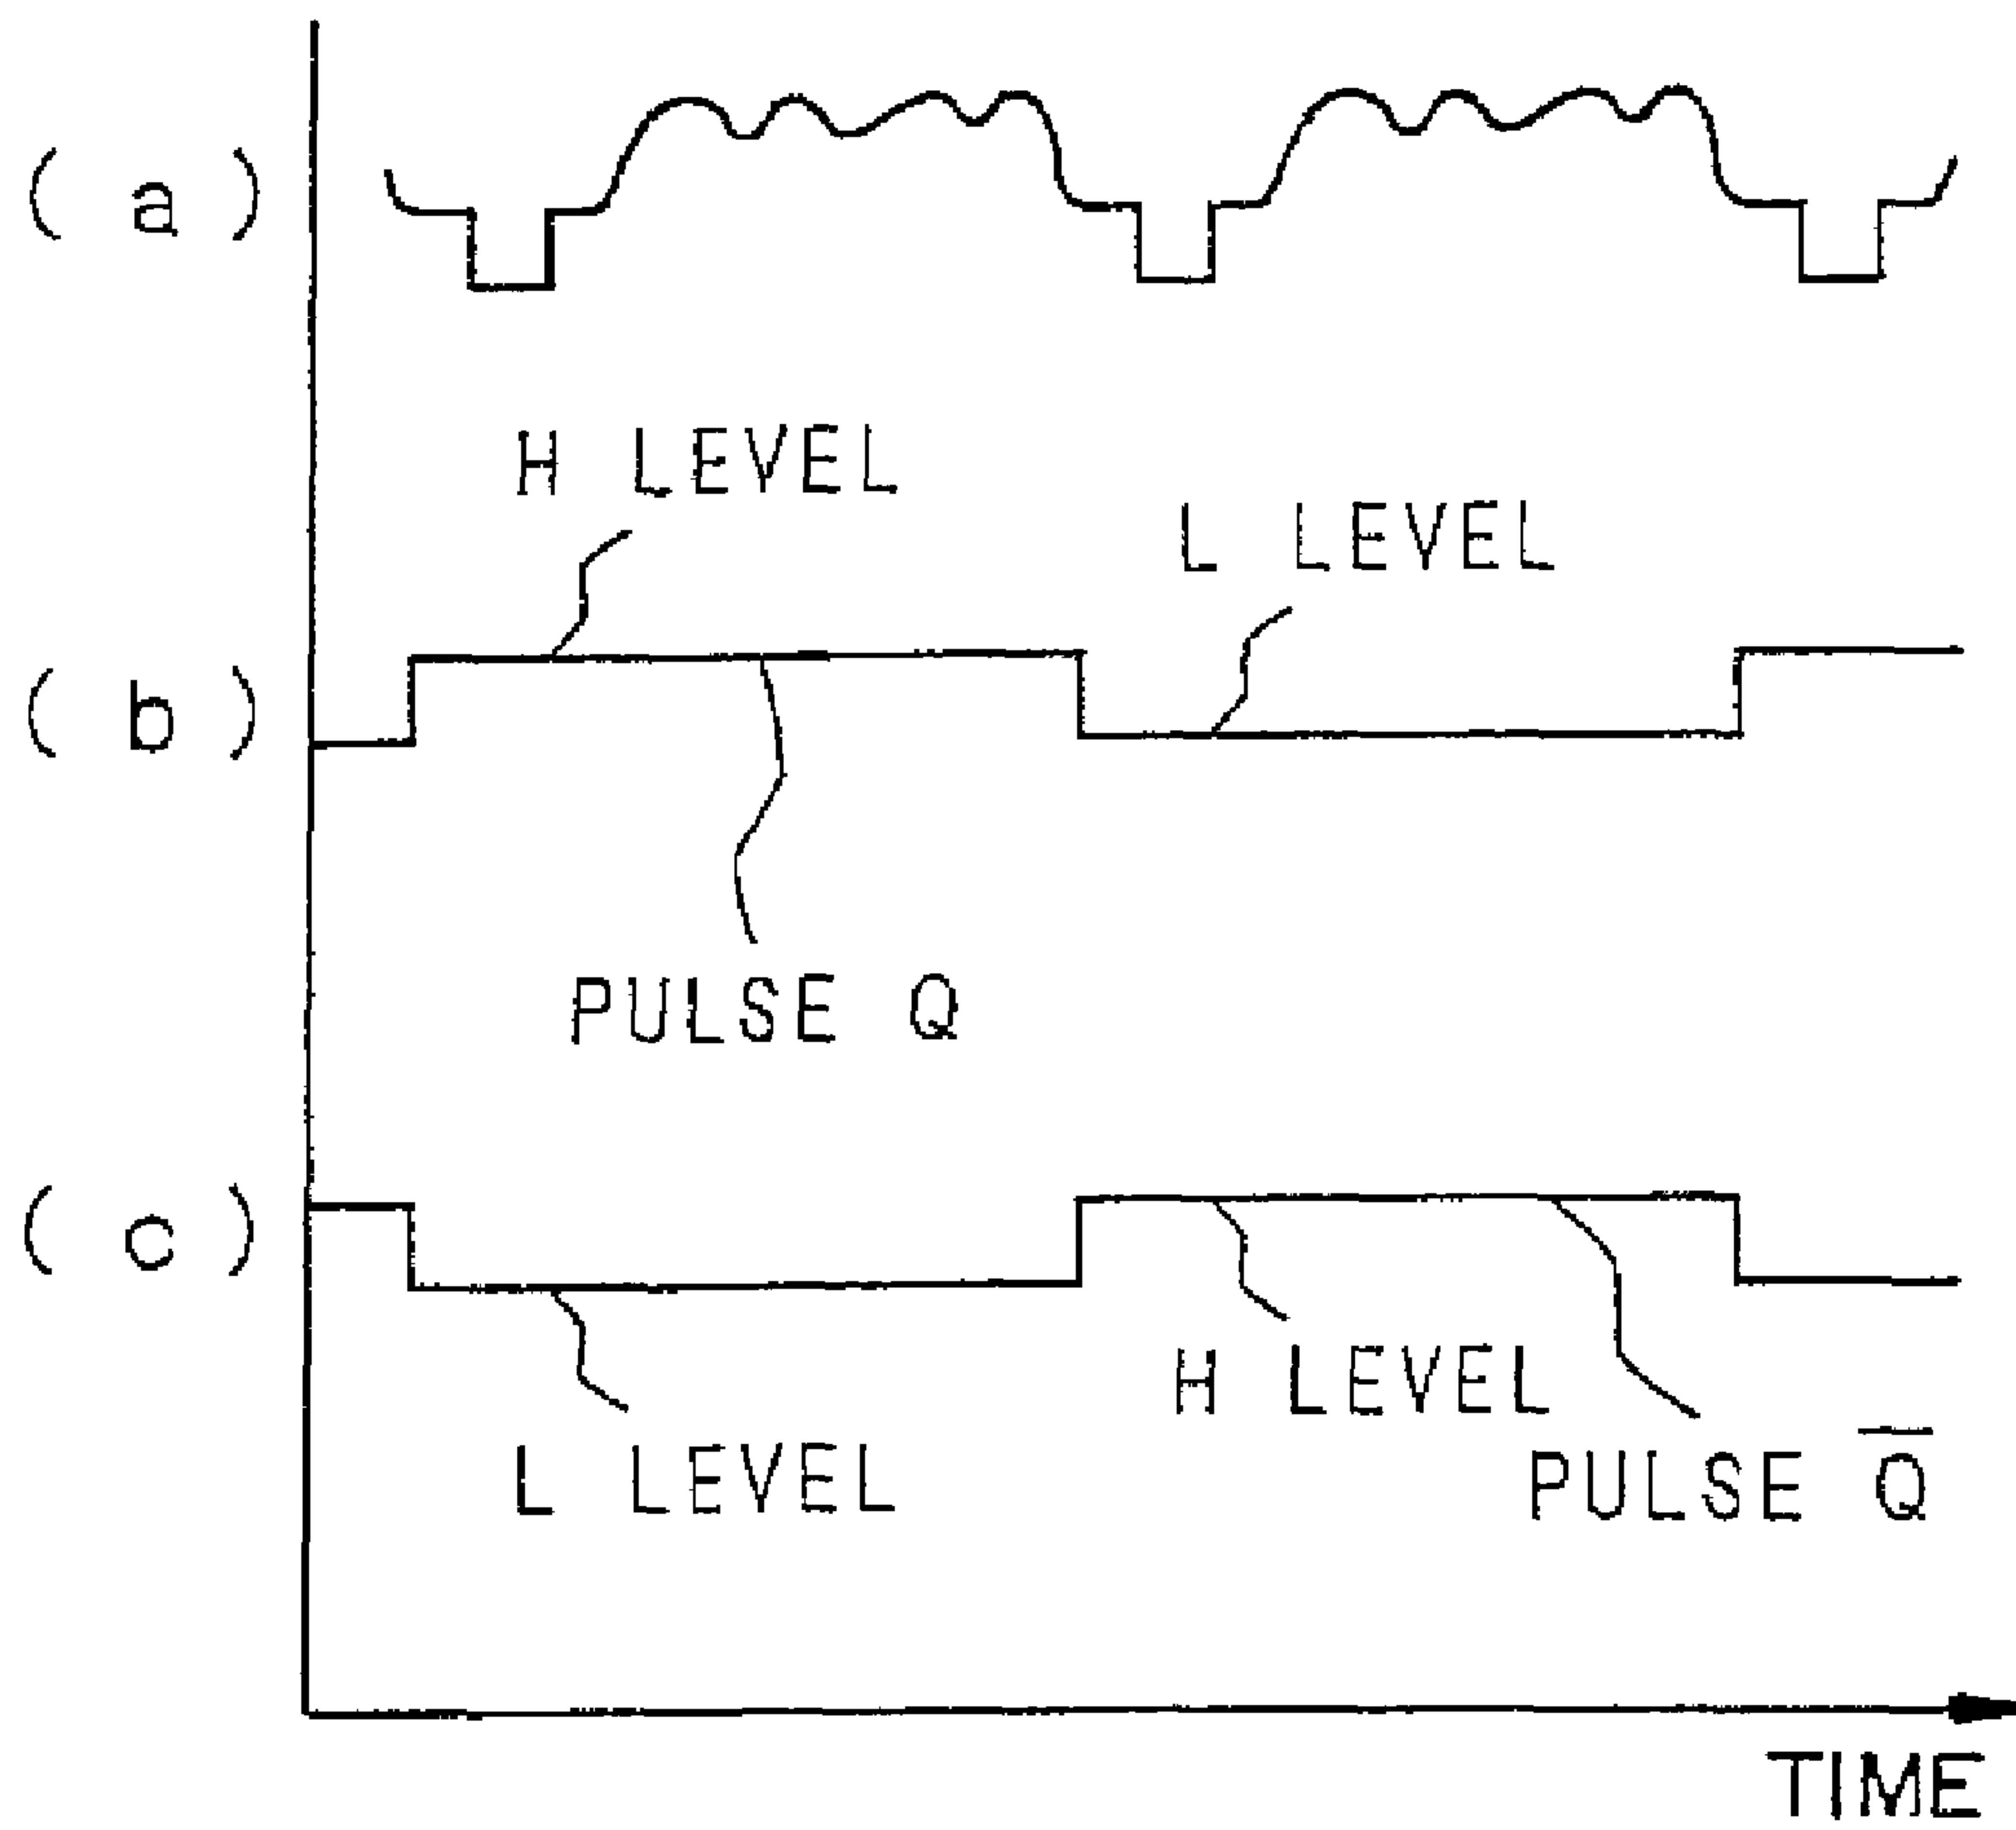 ( a )
H LEVEL
L LEVEL
( b )
PULSE Q
( c )
H LEVEL
L LEVEL
PULSE Q̅
TIME